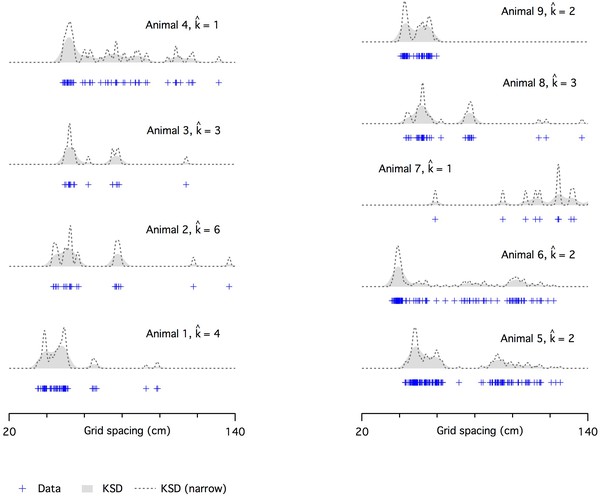 Animal 4, k̂ = 1
Animal 3, k̂ = 3
Animal 2, k̂ = 6
Animal 1, k̂ = 4
20 Grid spacing (cm) 140
Animal 9, k̂ = 2
Animal 8, k̂ = 3
Animal 7, k̂ = 1
Animal 6, k̂ = 2
Animal 5, k̂ = 2
20 Grid spacing (cm) 140
Data KSD KSD (narrow)